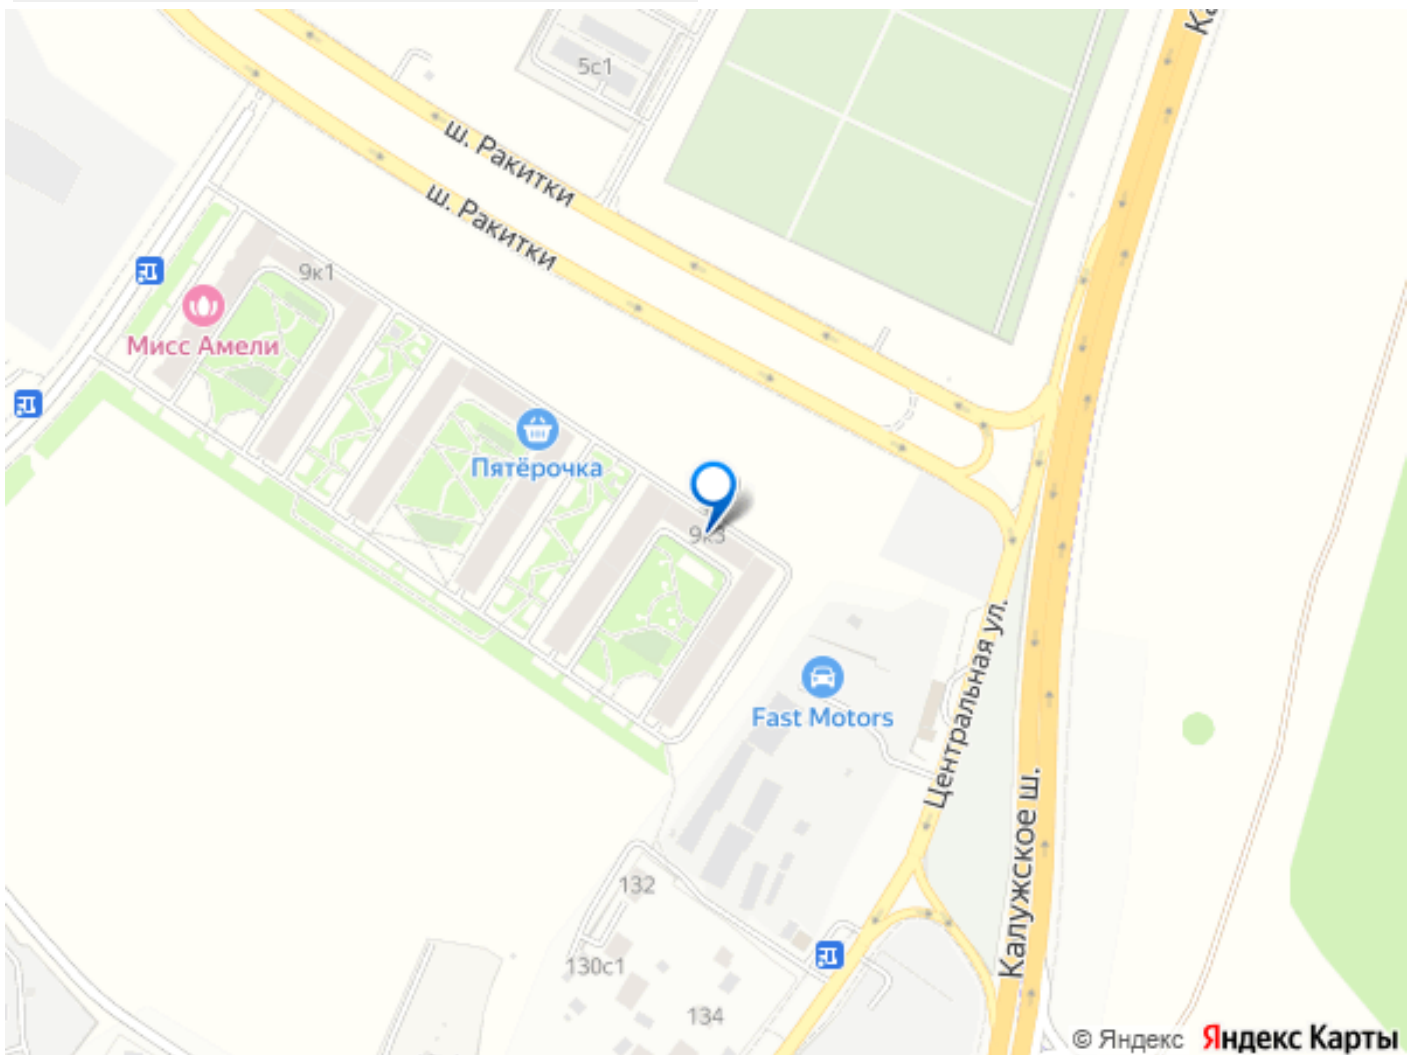 Ка
5с1
ш. Ракитки
ш. Ракитки
9к1
Мисс Амели
Пятёрочка
9к3
Центральная ул.
Fast Motors
Калужское ш.
132
130с1
134
© Яндекс Яндекс Карты